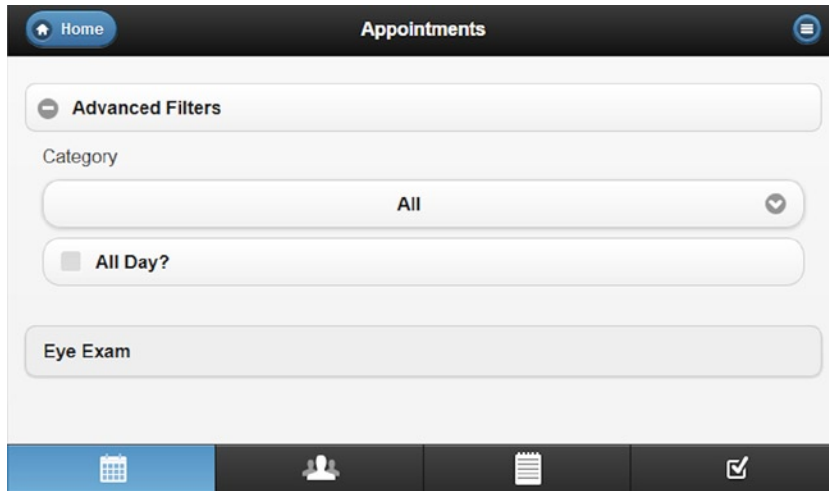 Home
Appointments
Advanced Filters
Category
All
All Day?
Eye Exam